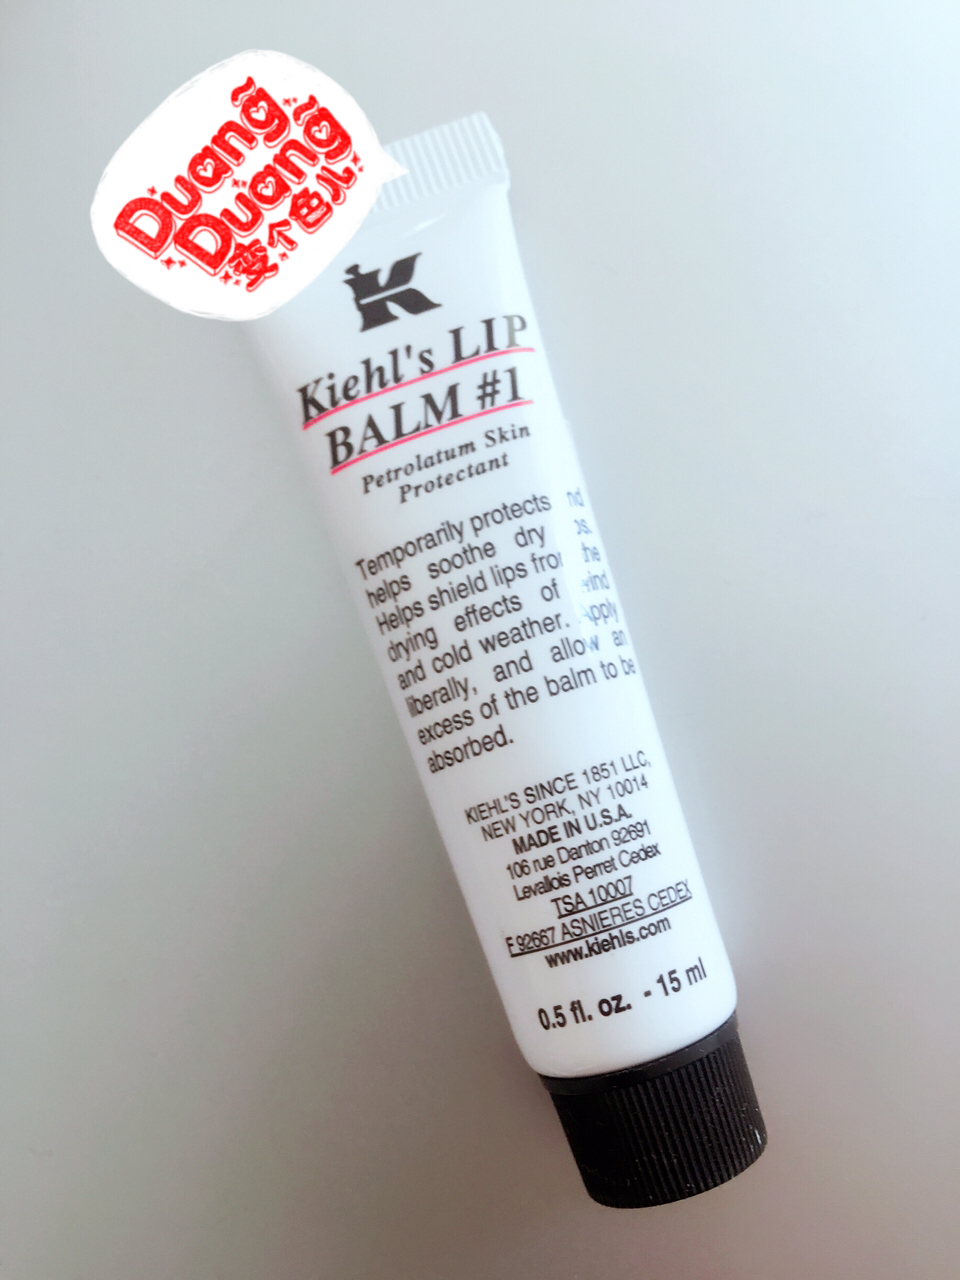 Duang~
Duang~
变个色儿
K
Kiehl's LIP
BALM #1
Petrolatum Skin
Protectant
Temporarily protects
helps soothe dry
Helps shield lips the
drying effects of
and cold weather. Apply
liberally, and allow an
excess of the balm to be
absorbed.
KIEHL'S SINCE 1851 LLC,
NEW YORK, NY 10014
MADE IN U.S.A.
106 rue Danton 92691
Levallois Perret Cedex
TSA 10007
F 92667 ASNIERES CEDEX
www.kiehls.com
0.5 fl. oz. - 15 ml